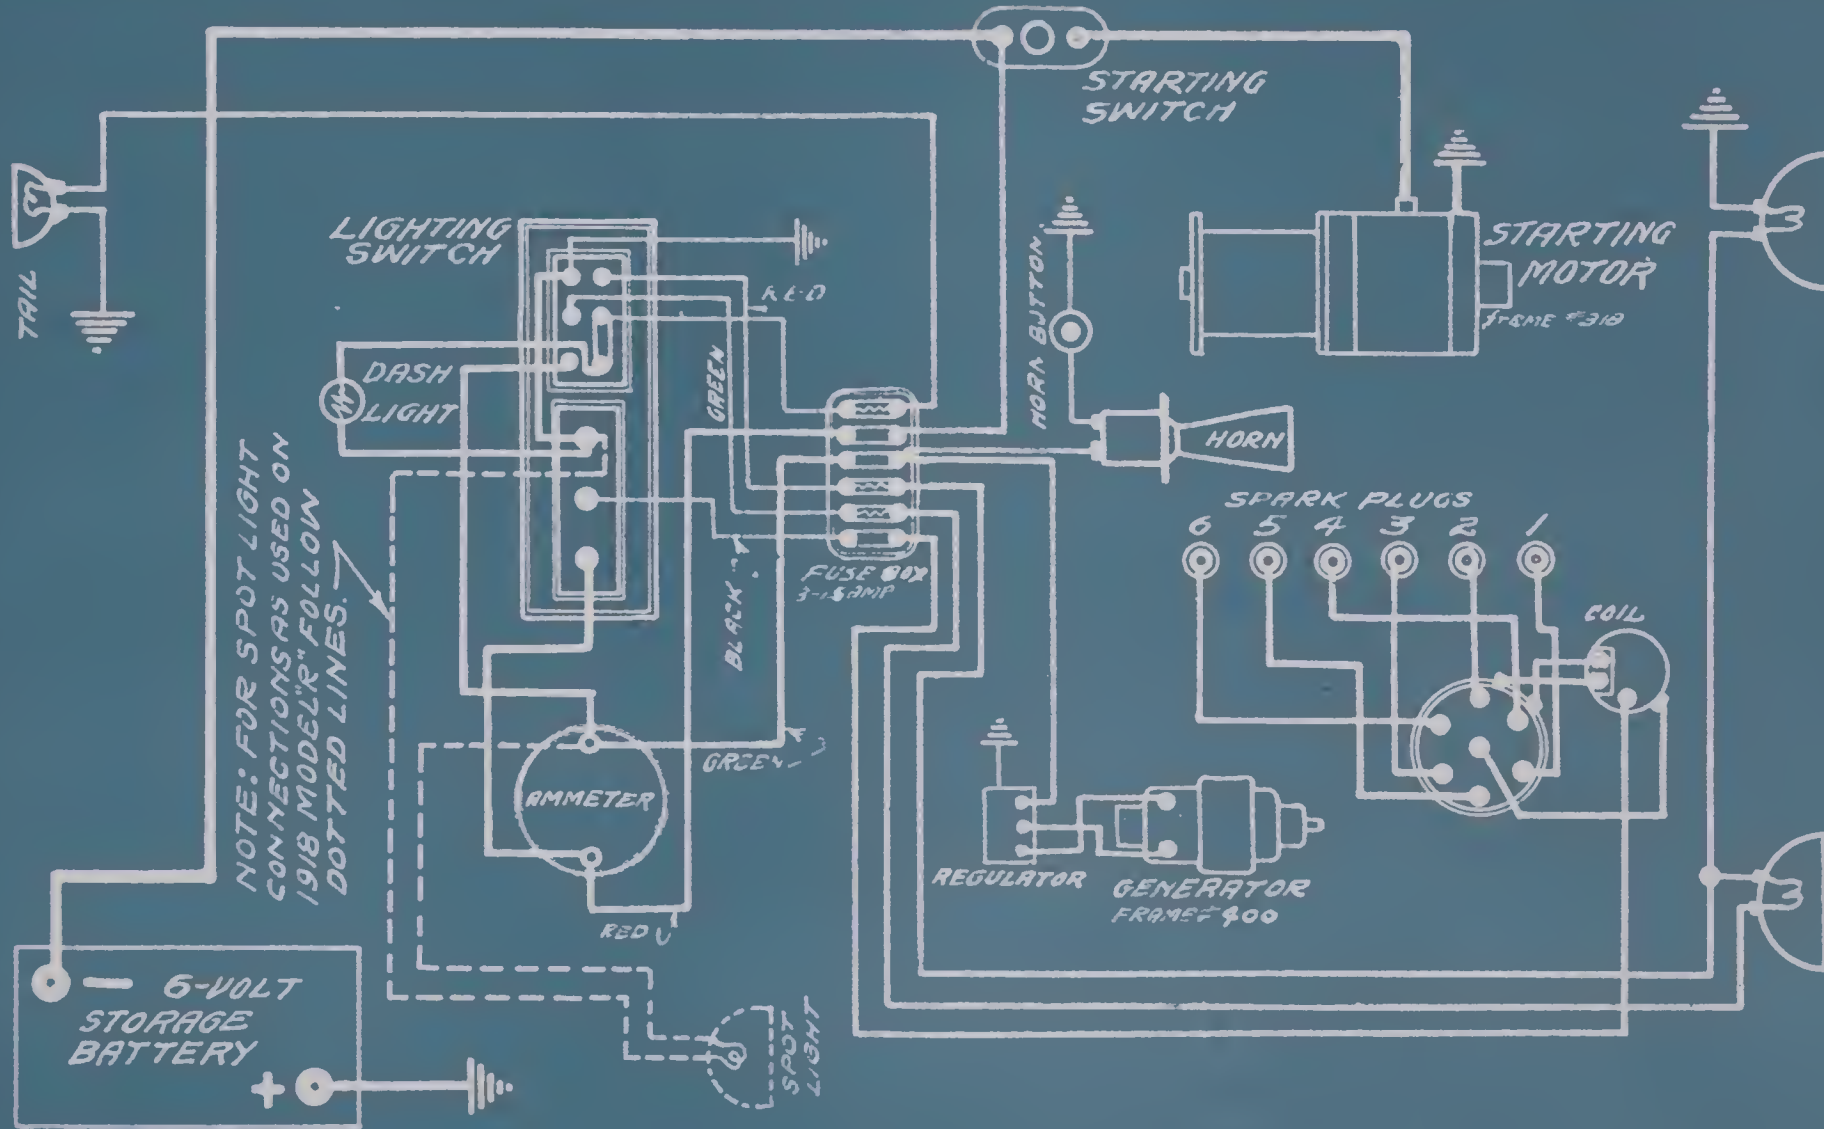 STARTING
SWITCH
TAIL
LIGHTING
SWITCH
DASH
LIGHT
RED
GREEN
HORN BUTTON
STARTING
MOTOR
FRAME #318
HORN
NOTE: FOR SPOT LIGHT
CONNECTIONS AS USED ON
1918 MODEL "R" FOLLOW
DOTTED LINES.
FUSE BOX
BLACK
SPARK PLUGS
6 5 4 3 2 1
COIL
GREEN
AMMETER
RED
REGULATOR
GENERATOR
FRAME # 400
- 6-VOLT
STORAGE
BATTERY
+
SPOT
LIGHT